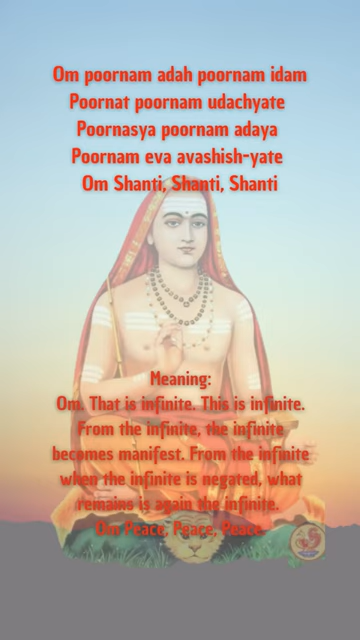 Om poornam adah poornam idam
Poornat poornam udachyate
Poornasya poornam adaya
Poornam eva avashish-yate
Om Shanti, Shanti, Shanti
Meaning:
Om. That is infinite. This is infinite.
From the infinite, the infinite
becomes manifest. From the infinite
when the infinite is negated, what
remains is again the infinite.
Om Peace, Peace, Peace.